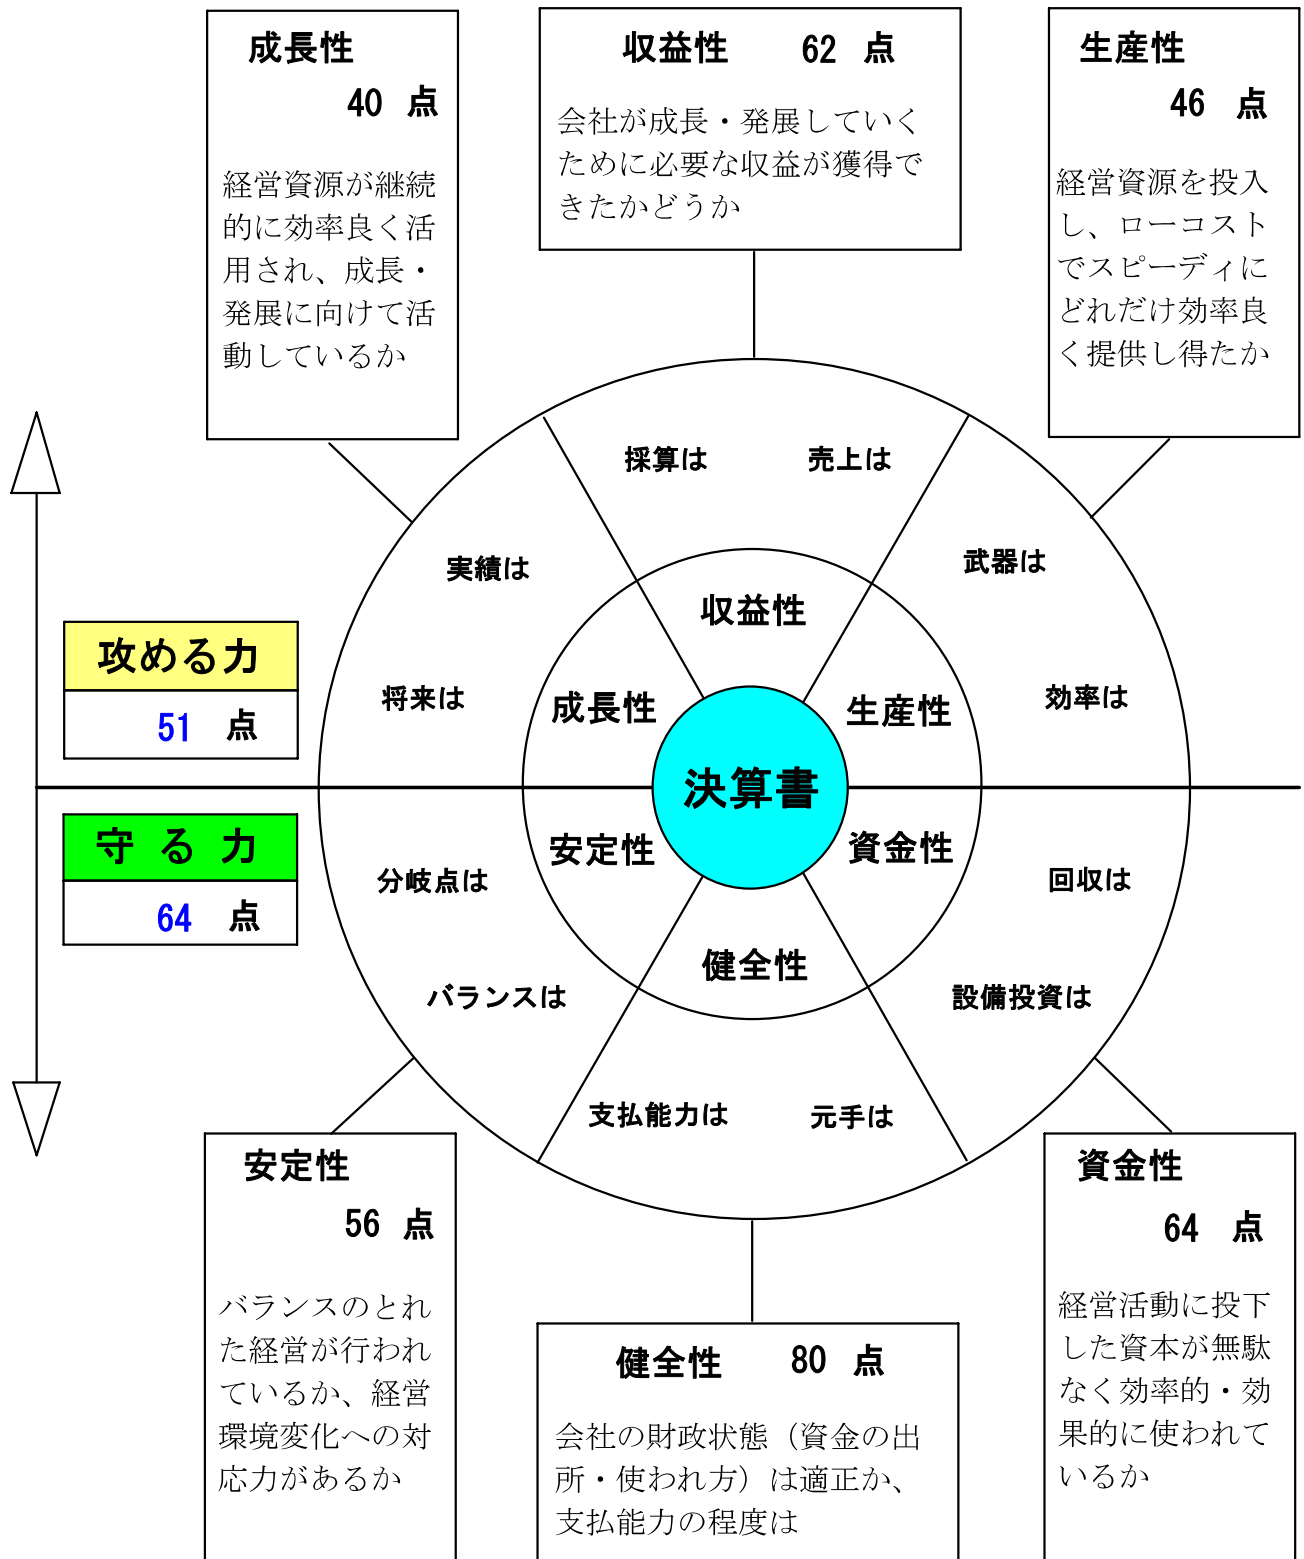 成長性
40 点
経営資源が継続
的に効率良く活
用され、成長・
発展に向けて活
動しているか
収益性 62 点
会社が成長・発展していく
ために必要な収益が獲得で
きたかどうか
生産性
46 点
経営資源を投入
し、ローコスト
でスピーディに
どれだけ効率良
く提供し得たか
採算は
売上は
実績は
武器は
将来は
効率は
収益性
成長性
生産性
攻める力
51 点
決算書
守る力
64 点
安定性
資金性
健全性
分岐点は
回収は
バランスは
設備投資は
支払能力は
元手は
安定性
56 点
バランスのとれ
た経営が行われ
ているか、経営
環境変化への対
応力があるか
健全性 80 点
会社の財政状態（資金の出
所・使われ方）は適正か、
支払能力の程度は
資金性
64 点
経営活動に投下
した資本が無駄
なく効率的・効
果的に使われて
いるか